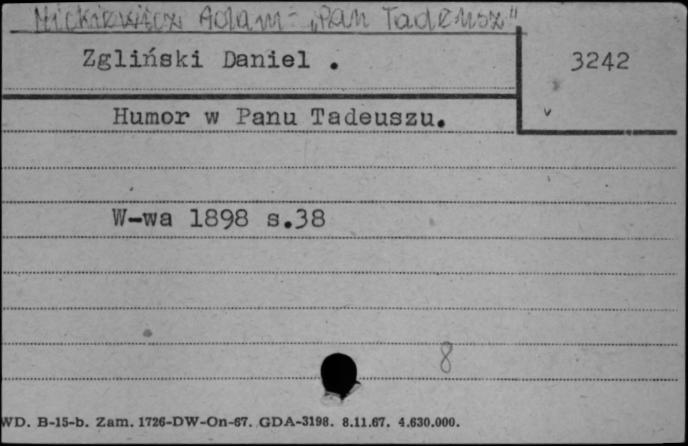 Mickiewicz Adam - „Pan Tadeusz"
Zgliński Daniel .
3242
Humor w Panu Tadeuszu.
v
W-wa 1898 s.38
8
WD. B-15-b. Zam. 1726-DW-On-67. GDA-3198. 8.11.67. 4.630.000.